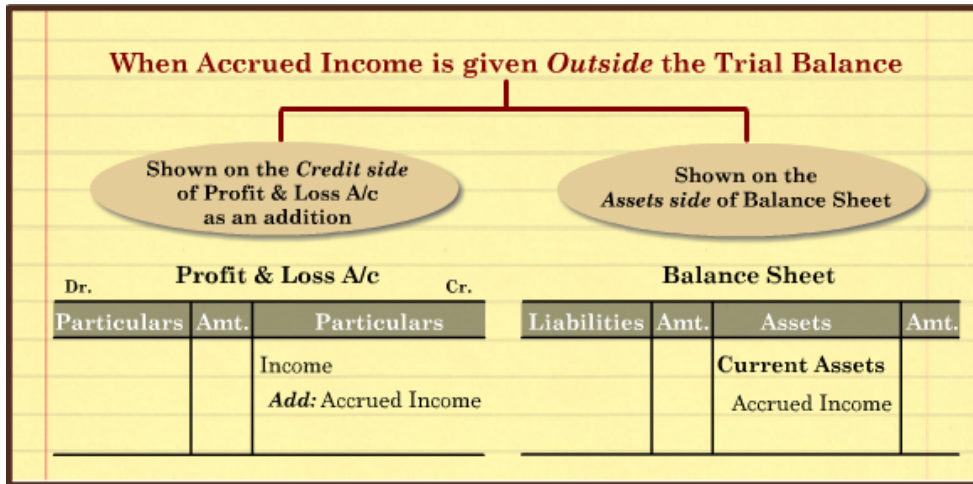 When Accrued Income is given Outside the Trial Balance
Shown on the Credit side
of Profit & Loss A/c
as an addition
Shown on the
Assets side of Balance Sheet
Profit & Loss A/c
Dr.
Cr.
Particulars Amt. Particulars
Income
Add: Accrued Income
Balance Sheet
Liabilities Amt. Assets Amt.
Current Assets
Accrued Income